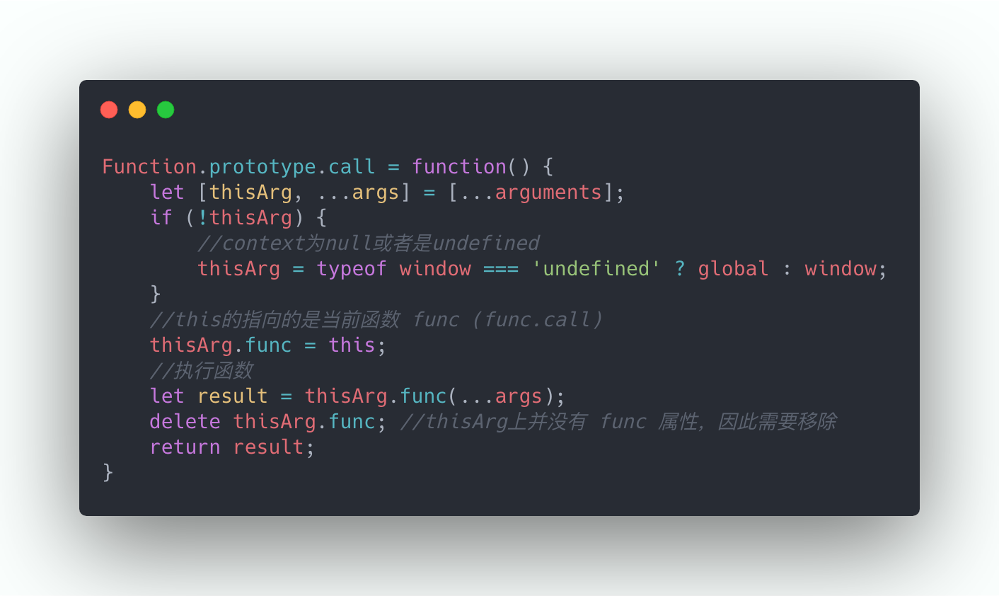 Function.prototype.call = function() {
    let [thisArg, ...args] = [...arguments];
    if (!thisArg) {
        //context为null或者是undefined
        thisArg = typeof window === 'undefined' ? global : window;
    }
    //this的指向的是当前函数 func (func.call)
    thisArg.func = this;
    //执行函数
    let result = thisArg.func(...args);
    delete thisArg.func; //thisArg上并没有 func 属性，因此需要移除
    return result;
}